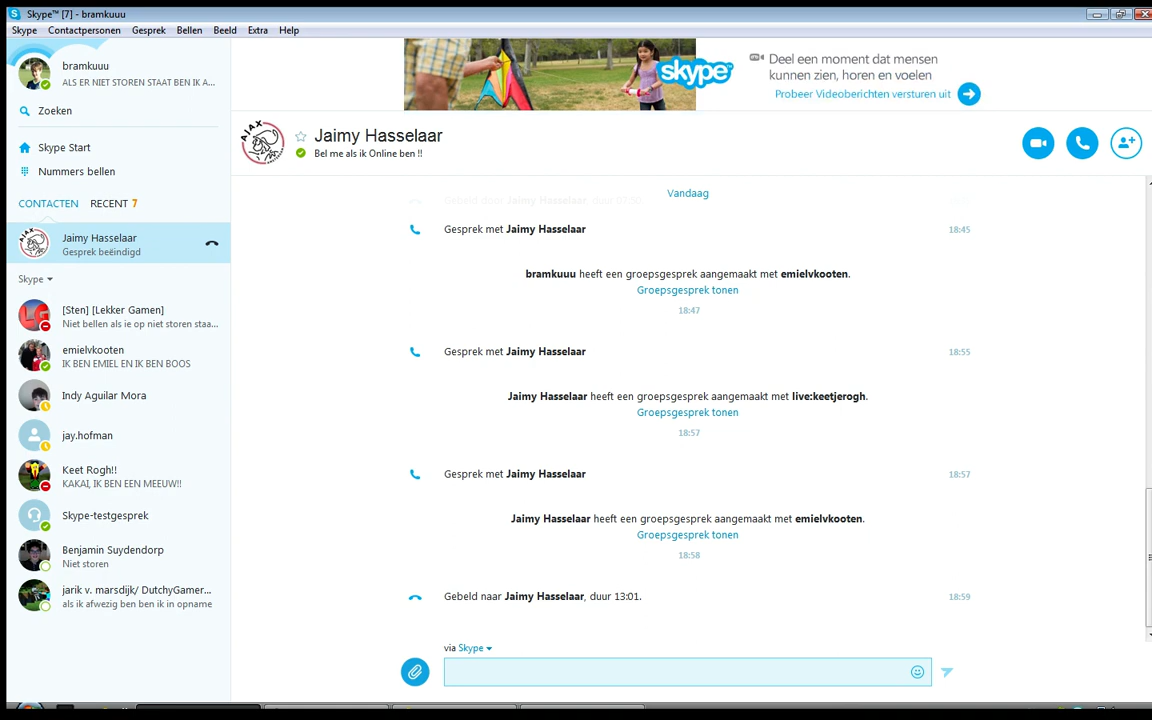 Skype™ [7] - bramkuuu
Skype Contactpersonen Gesprek Bellen Beeld Extra Help
bramkuuu
ALS ER NIET STOREN STAAT BEN IK A...
Zoeken
Skype Start
Nummers bellen
CONTACTEN RECENT 7
Jaimy Hasselaar
Gesprek beëindigd
Skype
[Sten] [Lekker Gamen]
Niet bellen als ie op niet storen staa...
emielvkooten
IK BEN EMIEL EN IK BEN BOOS
Indy Aguilar Mora
jay.hofman
Keet Rogh!!
KAKAI, IK BEN EEN MEEUW!!
Skype-testgesprek
Benjamin Suydendorp
Niet storen
jarik v. marsdijk/ DutchyGamer...
als ik afwezig ben ben ik in opname
skype
Deel een moment dat mensen
kunnen zien, horen en voelen
Probeer Videoberichten versturen uit
AJAX
Jaimy Hasselaar
Bel me als ik Online ben !!
Vandaag
Gesprek met Jaimy Hasselaar 18:45
bramkuuu heeft een groepsgesprek aangemaakt met emielvkooten.
Groepsgesprek tonen
18:47
Gesprek met Jaimy Hasselaar 18:55
Jaimy Hasselaar heeft een groepsgesprek aangemaakt met live:keetjerogh.
Groepsgesprek tonen
18:57
Gesprek met Jaimy Hasselaar 18:57
Jaimy Hasselaar heeft een groepsgesprek aangemaakt met emielvkooten.
Groepsgesprek tonen
18:58
Gebeld naar Jaimy Hasselaar, duur 13:01. 18:59
via Skype